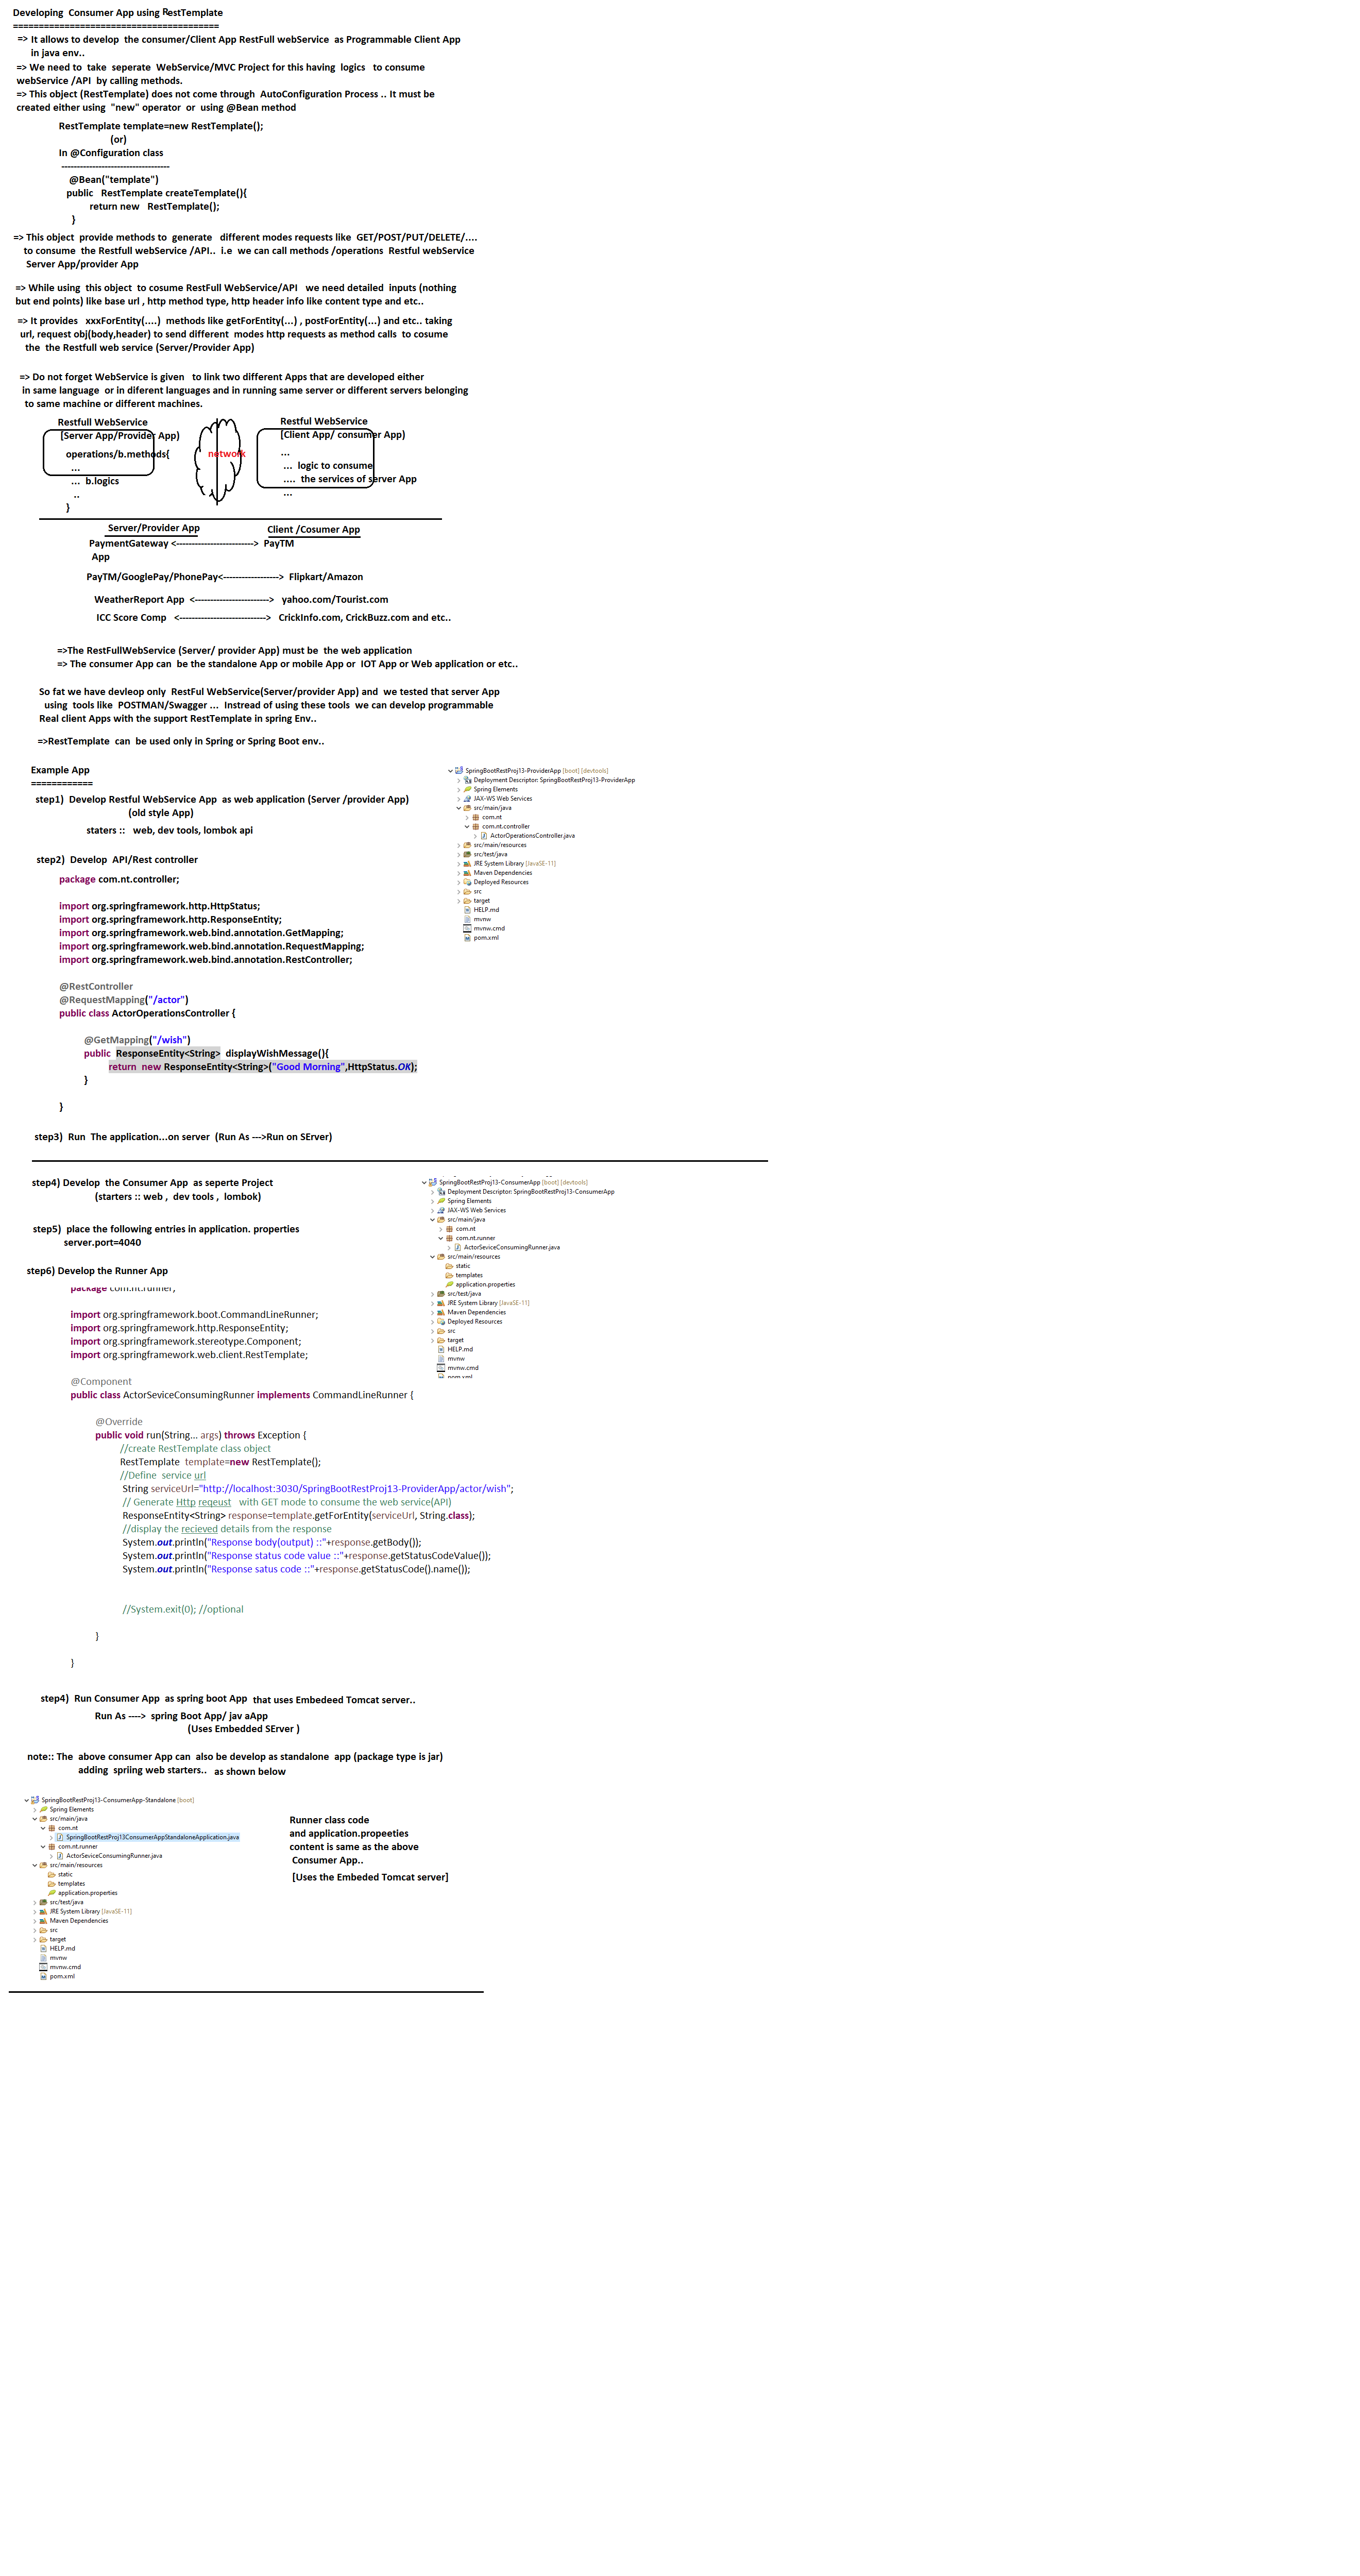 Developing  Consumer App using RestTemplate
========================================
=> It allows to develop  the consumer/Client App RestFull webService  as Programmable Client App
in java env..
=> We need to  take  seperate  WebService/MVC Project for this having  logics   to consume
webService /API  by calling methods.
=> This object (RestTemplate) does not come through  AutoConfiguration Process .. It must be
created either using  "new" operator  or  using @Bean method
RestTemplate template=new RestTemplate();
(or)
In @Configuration class
-----------------------------------
@Bean("template")
public   RestTemplate createTemplate(){
return new   RestTemplate();
}
=> This object  provide methods to  generate   different modes requests like  GET/POST/PUT/DELETE/....
to consume  the Restfull webService /API..  i.e  we can call methods /operations  Restful webService
Server App/provider App
=> While using  this object  to cosume RestFull WebService/API   we need detailed  inputs (nothing
but end points) like base url , http method type, http header info like content type and etc..
=> It provides   xxxForEntity(....)  methods like getForEntity(...) , postForEntity(...) and etc.. taking
url, request obj(body,header) to send different  modes http requests as method calls  to cosume
the  the Restfull web service (Server/Provider App)
=> Do not forget WebService is given   to link two different Apps that are developed either
in same language  or in diferent languages and in running same server or different servers belonging
to same machine or different machines.
Restfull WebService
[Server App/Provider App)
operations/b.methods{
...
...  b.logics
..
}
network
Restful WebService
[Client App/ consumer App)
...
...  logic to consume
....  the services of server App
...
Server/Provider App
Client /Cosumer App
PaymentGateway <-------------------------->  PayTM
App
PayTM/GooglePay/PhonePay<------------------>  Flipkart/Amazon
WeatherReport App  <------------------------>   yahoo.com/Tourist.com
ICC Score Comp   <---------------------------->   CrickInfo.com, CrickBuzz.com and etc..
=>The RestFullWebService (Server/ provider App) must be  the web application
=> The consumer App can  be the standalone App or mobile App or  IOT App or Web application or etc..
So fat we have devleop only  RestFul WebService(Server/provider App) and  we tested that server App
using  tools like  POSTMAN/Swagger ...  Instread of using these tools  we can develop programmable
Real client Apps with the support RestTemplate in spring Env..
=>RestTemplate  can  be used only in Spring or Spring Boot env..
Example App
============
step1)  Develop Restful WebService App  as web application (Server /provider App)
(old style App)
staters ::   web, dev tools, lombok api
SpringBootRestProj13-ProviderApp [boot] [devtools]
Deployment Descriptor: SpringBootRestProj13-ProviderApp
Spring Elements
JAX-WS Web Services
src/main/java
com.nt
com.nt.controller
ActorOperationsController.java
src/main/resources
src/test/java
JRE System Library [JavaSE-11]
Maven Dependencies
Deployed Resources
src
target
HELP.md
mvnw
mvnw.cmd
pom.xml
step2)  Develop  API/Rest controller
package com.nt.controller;
import org.springframework.http.HttpStatus;
import org.springframework.http.ResponseEntity;
import org.springframework.web.bind.annotation.GetMapping;
import org.springframework.web.bind.annotation.RequestMapping;
import org.springframework.web.bind.annotation.RestController;
@RestController
@RequestMapping("/actor")
public class ActorOperationsController {
@GetMapping("/wish")
public  ResponseEntity<String>  displayWishMessage(){
return  new ResponseEntity<String>("Good Morning",HttpStatus.OK);
}
}
step3)  Run  The application...on server  (Run As --->Run on SErver)
step4) Develop  the Consumer App  as seperte Project
(starters :: web ,  dev tools ,  lombok)
step5)  place the following entries in application. properties
server.port=4040
step6) Develop the Runner App
SpringBootRestProj13-ConsumerApp [boot] [devtools]
Deployment Descriptor: SpringBootRestProj13-ConsumerApp
Spring Elements
JAX-WS Web Services
src/main/java
com.nt
com.nt.runner
ActorSeviceConsumingRunner.java
src/main/resources
static
templates
application.properties
src/test/java
JRE System Library [JavaSE-11]
Maven Dependencies
Deployed Resources
src
target
HELP.md
mvnw
mvnw.cmd
pom.xml
package com.nt.runner;
import org.springframework.boot.CommandLineRunner;
import org.springframework.http.ResponseEntity;
import org.springframework.stereotype.Component;
import org.springframework.web.client.RestTemplate;
@Component
public class ActorSeviceConsumingRunner implements CommandLineRunner {
@Override
public void run(String... args) throws Exception {
//create RestTemplate class object
RestTemplate  template=new RestTemplate();
//Define  service url
String serviceUrl="http://localhost:3030/SpringBootRestProj13-ProviderApp/actor/wish";
// Generate Http reqeust   with GET mode to consume the web service(API)
ResponseEntity<String> response=template.getForEntity(serviceUrl, String.class);
//display the recieved details from the response
System.out.println("Response body(output) ::"+response.getBody());
System.out.println("Response status code value ::"+response.getStatusCodeValue());
System.out.println("Response satus code ::"+response.getStatusCode().name());
//System.exit(0); //optional
}
}
step4)  Run Consumer App  as spring boot App  that uses Embedeed Tomcat server..
Run As ---->  spring Boot App/ jav aApp
(Uses Embedded SErver )
note:: The  above consumer App can  also be develop as standalone  app (package type is jar)
adding  spriing web starters..   as shown below
SpringBootRestProj13-ConsumerApp-Standalone [boot]
Spring Elements
src/main/java
com.nt
SpringBootRestProj13ConsumerAppStandaloneApplication.java
com.nt.runner
ActorSeviceConsumingRunner.java
src/main/resources
static
templates
application.properties
src/test/java
JRE System Library [JavaSE-11]
Maven Dependencies
src
target
HELP.md
mvnw
mvnw.cmd
pom.xml
Runner class code
and application.propeeties
content is same as the above
Consumer App..
[Uses the Embeded Tomcat server]